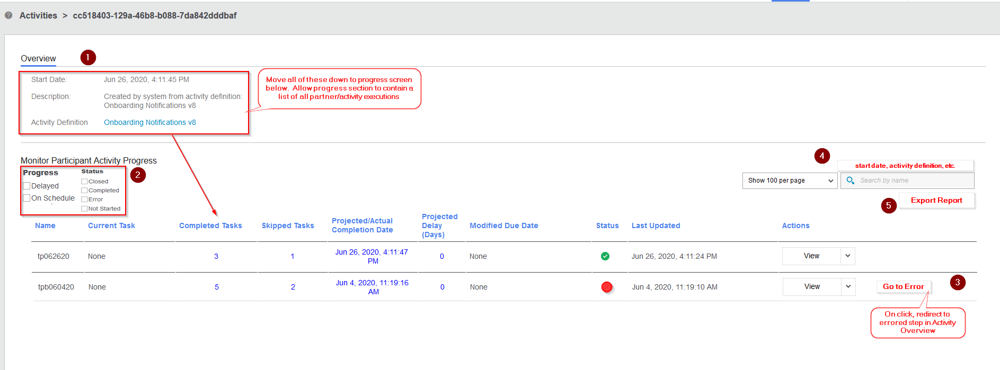 Activities > cc518403-129a-46b8-b088-7da842dddbaf
Overview
1
Start Date: Jun 26, 2020, 4:11:45 PM
Description: Created by system from activity definition:
Onboarding Notifications v8
Activity Definition Onboarding Notifications v8
Move all of these down to progress screen
below. Allow progress section to contain a
list of all partner/activity executions
Monitor Participant Activity Progress
2
Progress
Delayed
On Schedule
Status
Closed
Completed
Error
Not Started
4
start date, activity definition, etc.
Show 100 per page
Search by name
5
Export Report
Name
Current Task
Completed Tasks
Skipped Tasks
Projected/Actual
Completion Date
Projected
Delay
(Days)
Modified Due Date
Status
Last Updated
Actions
tp062620
None
3
1
Jun 26, 2020, 4:11:47
PM
0
None
Jun 26, 2020, 4:11:24 PM
View
tpb060420
None
5
2
Jun 4, 2020, 11:19:16
AM
0
None
Jun 4, 2020, 11:19:10 AM
View
Go to Error
3
On click, redirect to
errored step in Activity
Overview